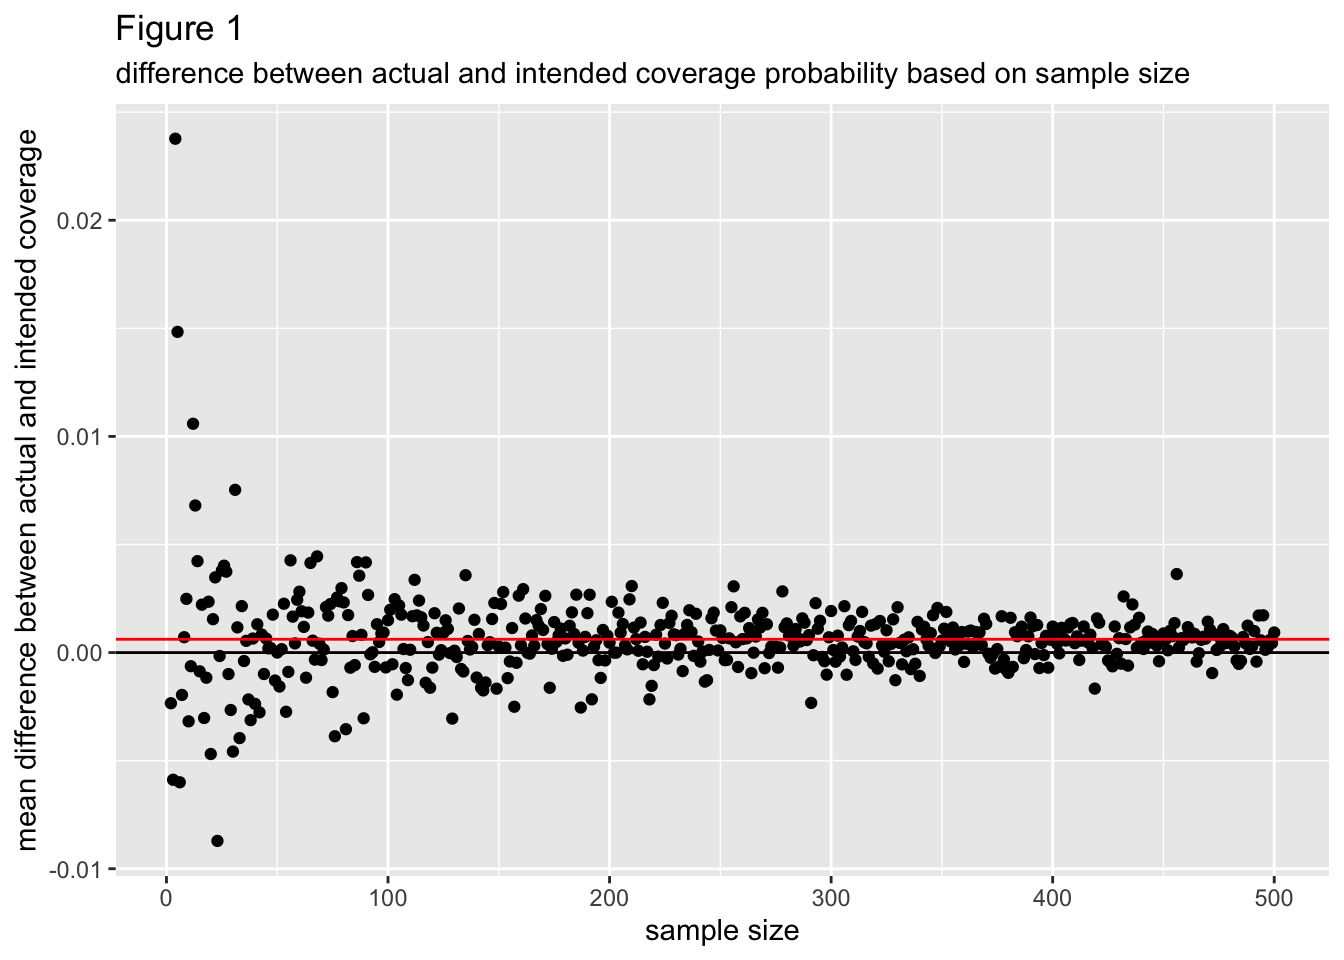 Figure 1
difference between actual and intended coverage probability based on sample size
mean difference between actual and intended coverage
0.02
0.01
0.00
-0.01
0
100
200
300
400
500
sample size